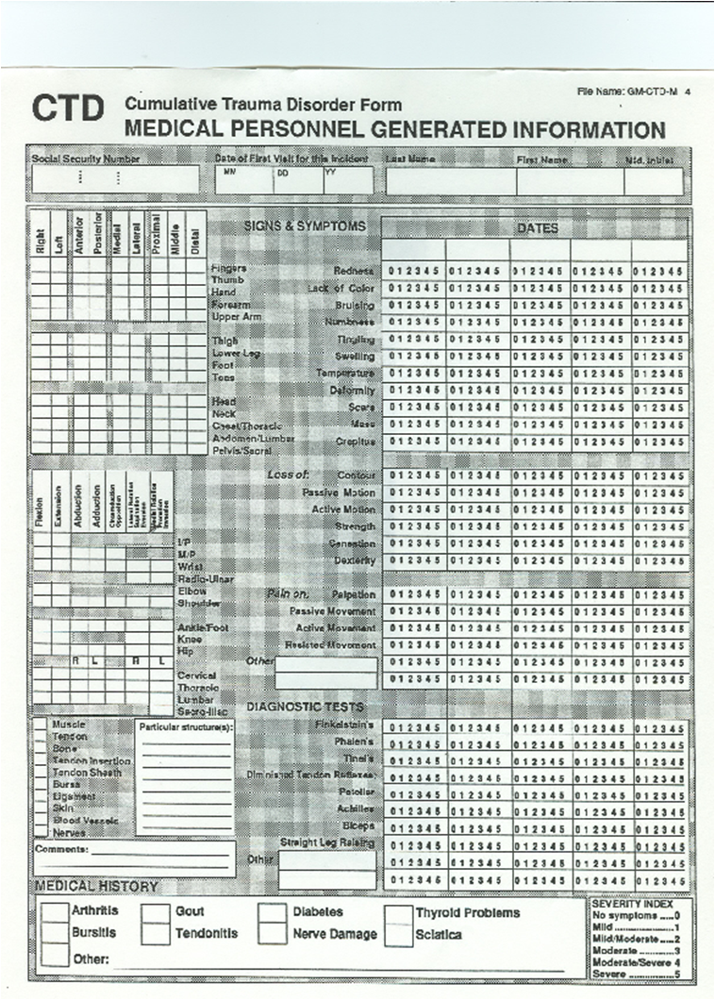 File Name: GM-CTD-M 4
CTD Cumulative Trauma Disorder Form
MEDICAL PERSONNEL GENERATED INFORMATION
Social Security Number
Date of First Visit for this Incident
Last Name
First Name
Mid. Initial
MM DD YY
Right
Left
Anterior
Posterior
Medial
Lateral
Proximal
Middle
Distal
SIGNS & SYMPTOMS
DATES
Fingers
Thumb
Hand
Forearm
Upper Arm
Thigh
Lower Leg
Foot
Toes
Head
Neck
Chest/Thoracic
Abdomen/Lumbar
Pelvis/Sacral
Redness 0 1 2 3 4 5 0 1 2 3 4 5 0 1 2 3 4 5 0 1 2 3 4 5 0 1 2 3 4 5
Lack of Color 0 1 2 3 4 5 0 1 2 3 4 5 0 1 2 3 4 5 0 1 2 3 4 5 0 1 2 3 4 5
Bruising 0 1 2 3 4 5 0 1 2 3 4 5 0 1 2 3 4 5 0 1 2 3 4 5 0 1 2 3 4 5
Numbness 0 1 2 3 4 5 0 1 2 3 4 5 0 1 2 3 4 5 0 1 2 3 4 5 0 1 2 3 4 5
Tingling 0 1 2 3 4 5 0 1 2 3 4 5 0 1 2 3 4 5 0 1 2 3 4 5 0 1 2 3 4 5
Swelling 0 1 2 3 4 5 0 1 2 3 4 5 0 1 2 3 4 5 0 1 2 3 4 5 0 1 2 3 4 5
Temperature 0 1 2 3 4 5 0 1 2 3 4 5 0 1 2 3 4 5 0 1 2 3 4 5 0 1 2 3 4 5
Deformity 0 1 2 3 4 5 0 1 2 3 4 5 0 1 2 3 4 5 0 1 2 3 4 5 0 1 2 3 4 5
Scars 0 1 2 3 4 5 0 1 2 3 4 5 0 1 2 3 4 5 0 1 2 3 4 5 0 1 2 3 4 5
Mass 0 1 2 3 4 5 0 1 2 3 4 5 0 1 2 3 4 5 0 1 2 3 4 5 0 1 2 3 4 5
Crepitus 0 1 2 3 4 5 0 1 2 3 4 5 0 1 2 3 4 5 0 1 2 3 4 5 0 1 2 3 4 5
Flexion
Extension
Abduction
Adduction
Circumduction
Opposition
Lateral Rotation
Supination
Eversion
Medial Rotation
Pronation
Inversion
I/P
M/P
Wrist
Radio-Ulnar
Elbow
Shoulder
Ankle/Foot
Knee
Hip
R L R L
Cervical
Thoracic
Lumbar
Sacro-Iliac
Loss of: Contour 0 1 2 3 4 5 0 1 2 3 4 5 0 1 2 3 4 5 0 1 2 3 4 5 0 1 2 3 4 5
Passive Motion 0 1 2 3 4 5 0 1 2 3 4 5 0 1 2 3 4 5 0 1 2 3 4 5 0 1 2 3 4 5
Active Motion 0 1 2 3 4 5 0 1 2 3 4 5 0 1 2 3 4 5 0 1 2 3 4 5 0 1 2 3 4 5
Strength 0 1 2 3 4 5 0 1 2 3 4 5 0 1 2 3 4 5 0 1 2 3 4 5 0 1 2 3 4 5
Sensation 0 1 2 3 4 5 0 1 2 3 4 5 0 1 2 3 4 5 0 1 2 3 4 5 0 1 2 3 4 5
Dexterity 0 1 2 3 4 5 0 1 2 3 4 5 0 1 2 3 4 5 0 1 2 3 4 5 0 1 2 3 4 5
Pain on: Palpation 0 1 2 3 4 5 0 1 2 3 4 5 0 1 2 3 4 5 0 1 2 3 4 5 0 1 2 3 4 5
Passive Movement 0 1 2 3 4 5 0 1 2 3 4 5 0 1 2 3 4 5 0 1 2 3 4 5 0 1 2 3 4 5
Active Movement 0 1 2 3 4 5 0 1 2 3 4 5 0 1 2 3 4 5 0 1 2 3 4 5 0 1 2 3 4 5
Resisted Movement 0 1 2 3 4 5 0 1 2 3 4 5 0 1 2 3 4 5 0 1 2 3 4 5 0 1 2 3 4 5
Other 0 1 2 3 4 5 0 1 2 3 4 5 0 1 2 3 4 5 0 1 2 3 4 5 0 1 2 3 4 5
0 1 2 3 4 5 0 1 2 3 4 5 0 1 2 3 4 5 0 1 2 3 4 5 0 1 2 3 4 5
DIAGNOSTIC TESTS
Muscle
Tendon
Bone
Tendon Insertion
Tendon Sheath
Bursa
Ligament
Skin
Blood Vessels
Nerves
Particular structure(s):
Finkelstein's 0 1 2 3 4 5 0 1 2 3 4 5 0 1 2 3 4 5 0 1 2 3 4 5 0 1 2 3 4 5
Phalen's 0 1 2 3 4 5 0 1 2 3 4 5 0 1 2 3 4 5 0 1 2 3 4 5 0 1 2 3 4 5
Tinel's 0 1 2 3 4 5 0 1 2 3 4 5 0 1 2 3 4 5 0 1 2 3 4 5 0 1 2 3 4 5
Diminished Tendon Reflexes: 0 1 2 3 4 5 0 1 2 3 4 5 0 1 2 3 4 5 0 1 2 3 4 5 0 1 2 3 4 5
Patellar 0 1 2 3 4 5 0 1 2 3 4 5 0 1 2 3 4 5 0 1 2 3 4 5 0 1 2 3 4 5
Achilles 0 1 2 3 4 5 0 1 2 3 4 5 0 1 2 3 4 5 0 1 2 3 4 5 0 1 2 3 4 5
Biceps 0 1 2 3 4 5 0 1 2 3 4 5 0 1 2 3 4 5 0 1 2 3 4 5 0 1 2 3 4 5
Straight Leg Raising 0 1 2 3 4 5 0 1 2 3 4 5 0 1 2 3 4 5 0 1 2 3 4 5 0 1 2 3 4 5
Other 0 1 2 3 4 5 0 1 2 3 4 5 0 1 2 3 4 5 0 1 2 3 4 5 0 1 2 3 4 5
0 1 2 3 4 5 0 1 2 3 4 5 0 1 2 3 4 5 0 1 2 3 4 5 0 1 2 3 4 5
Comments:
MEDICAL HISTORY
Arthritis Gout Diabetes Thyroid Problems
Bursitis Tendonitis Nerve Damage Sciatica
Other:
SEVERITY INDEX
No symptoms .....0
Mild .....................1
Mild/Moderate ...2
Moderate ...........3
Moderate/Severe 4
Severe .................5